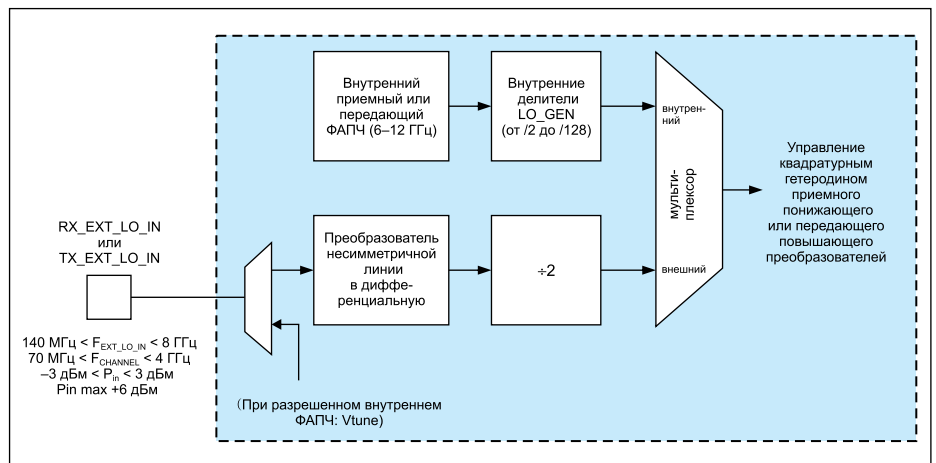 Внутренний
приемный или
передающий
ФАПЧ (6–12 ГГц)
Внутренние
делители
LO_GEN
(от /2 до /128)
внутрен-
ний
мульти-
плексор
внешний
Управление
квадратурным
гетеродином
приемного
понижающего
или передающего
повышающего
преобразователей
RX_EXT_LO_IN
или
TX_EXT_LO_IN
Преобразователь
несимметричной
линии
в диффе-
ренциальную
÷2
140 МГц < F_EXT_LO_IN < 8 ГГц
70 МГц < F_CHANNEL < 4 ГГц
–3 дБм < P_in < 3 дБм
Pin max +6 дБм
(При разрешенном внутреннем
ФАПЧ: Vtune)